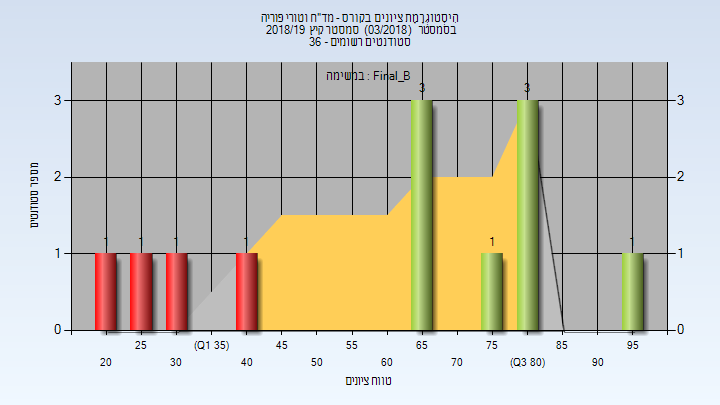 היסטוגרמת ציונים בקורס - מד"ח וטורי פוריה
בסמסטר (03/2018) סמסטר קיץ 2018/19
סטודנטים רשומים - 36
במשימה : Final_B
מספר סטודנטים
3 3
2 2
1 1
0 0
1 1 1 1 3 1 3 1
25 (Q1 35) 45 55 65 75 85 95
20 30 40 50 60 70 (Q3 80) 90
טווח ציונים